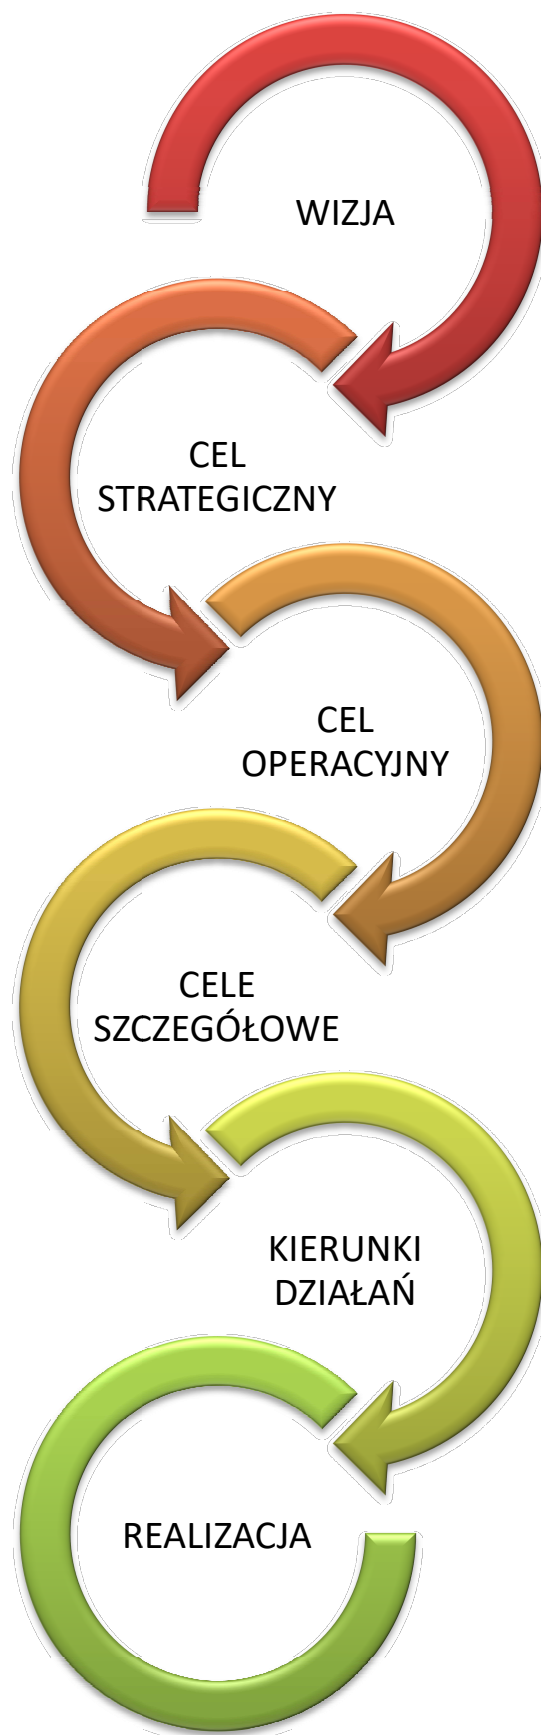 WIZJA
CEL
STRATEGICZNY
CEL
OPERACYJNY
CELE
SZCZEGÓŁOWE
KIERUNKI
DZIAŁAŃ
REALIZACJA